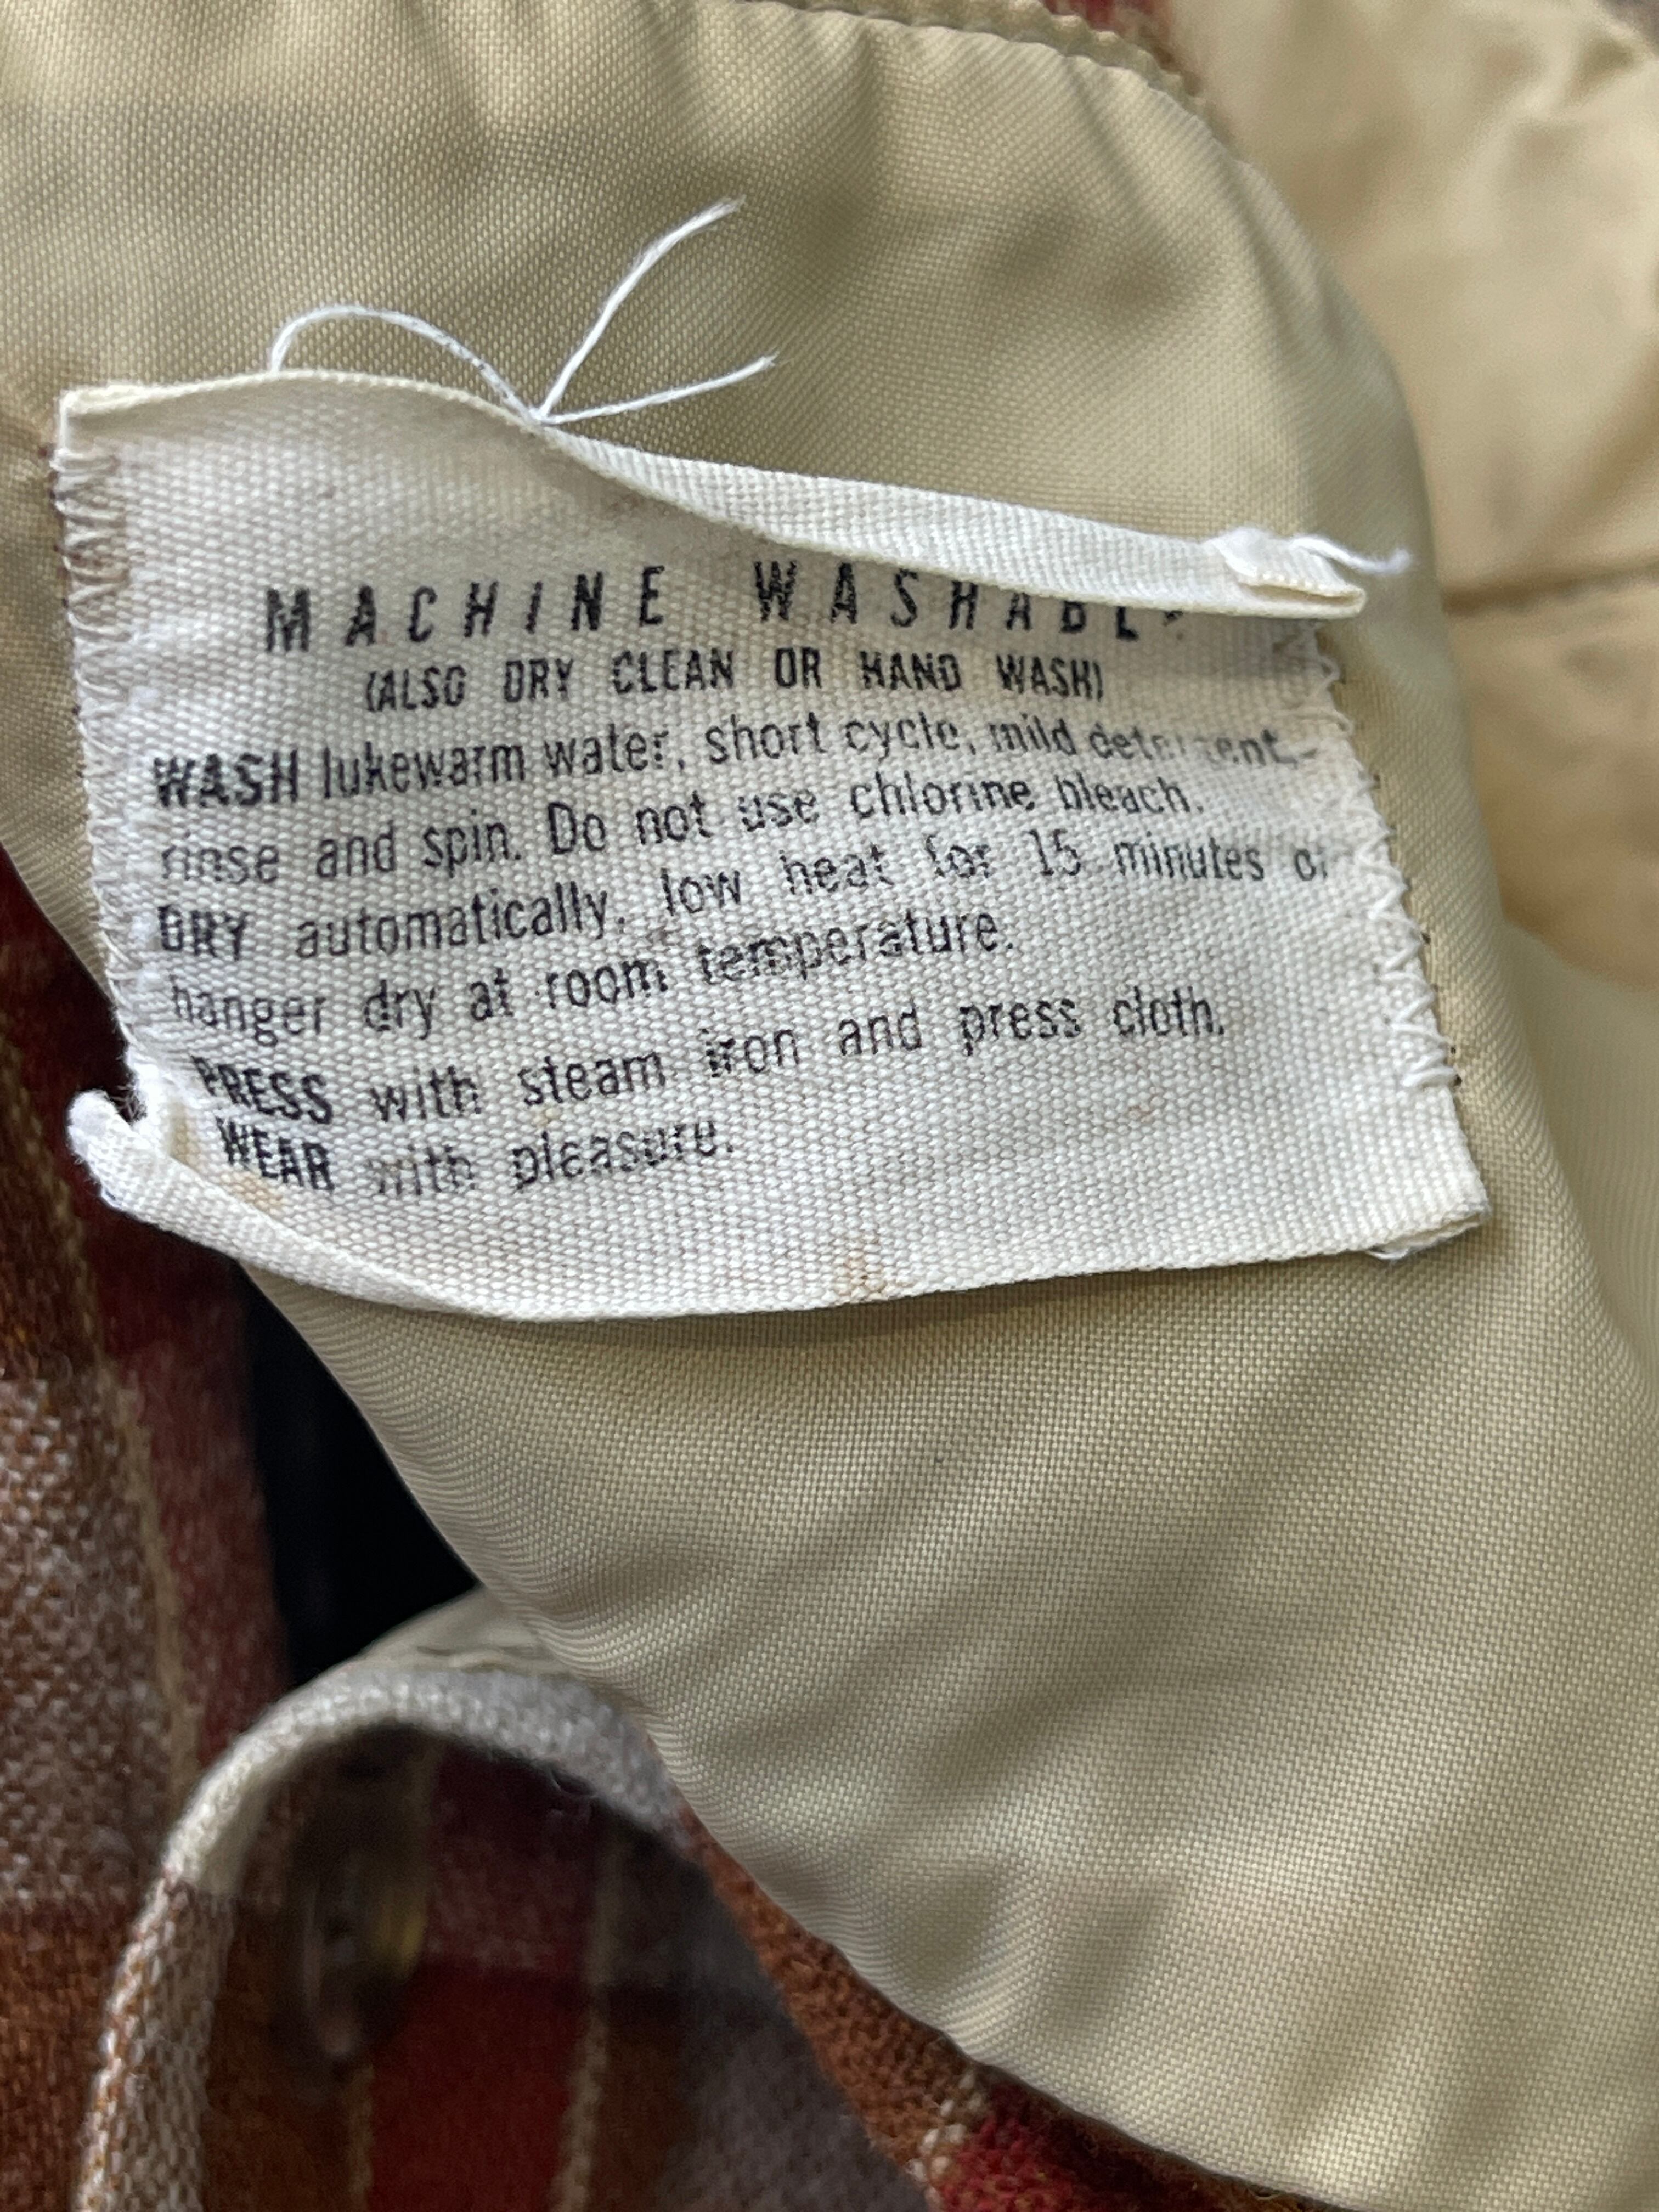 MACHINE WASHABLE
(ALSO DRY CLEAN OR HAND WASH)
WASH lukewarm water, short cycle, mild detergent,-
rinse and spin. Do not use chlorine bleach.
DRY automatically, low heat for 15 minutes or
hanger dry at room temperature.
PRESS with steam iron and press cloth.
WEAR with pleasure.